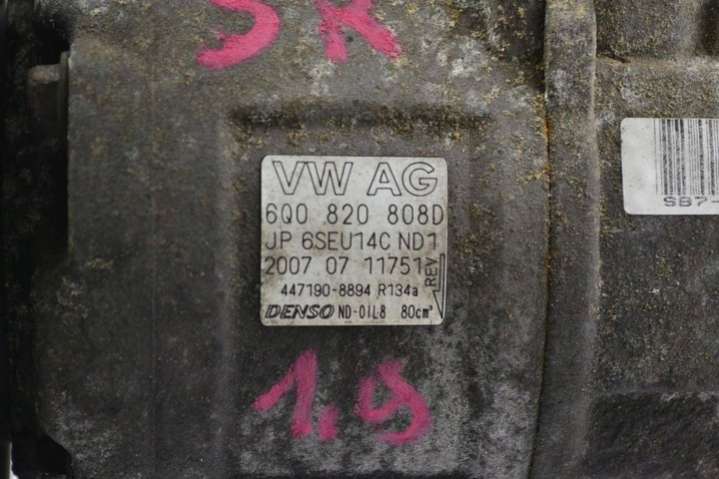 SR
VW AG
6Q0 820 808D
JP 6SEU14C ND1
2007 07 11751
REV
447190-8894 R134a
DENSO ND-OIL8 80cm³
SB7-
1,9